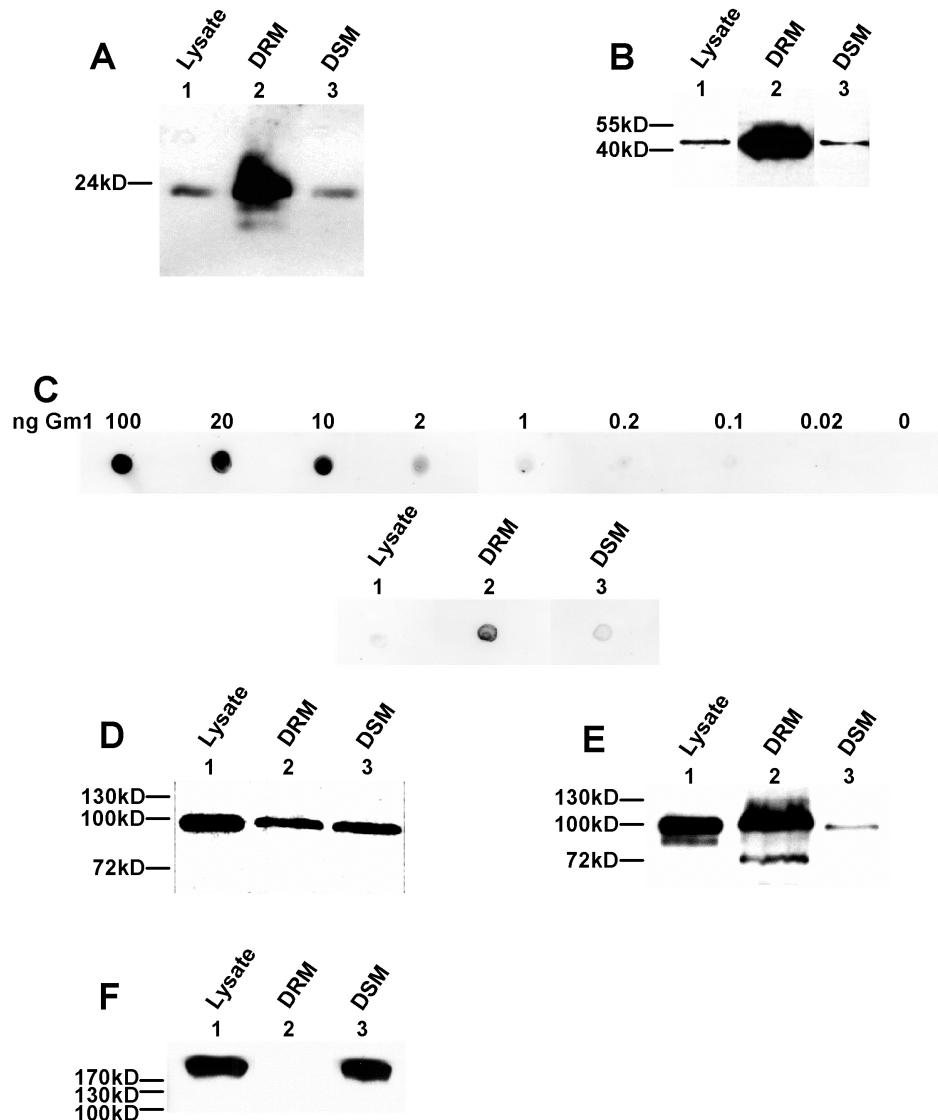 A
Lysate DRM DSM
1 2 3
24kD
B
Lysate DRM DSM
1 2 3
55kD
40kD
C
ng Gm1 100 20 10 2 1 0.2 0.1 0.02 0
Lysate DRM DSM
1 2 3
D
Lysate DRM DSM
1 2 3
130kD
100kD
72kD
E
Lysate DRM DSM
1 2 3
130kD
100kD
72kD
F
Lysate DRM DSM
1 2 3
170kD
130kD
100kD